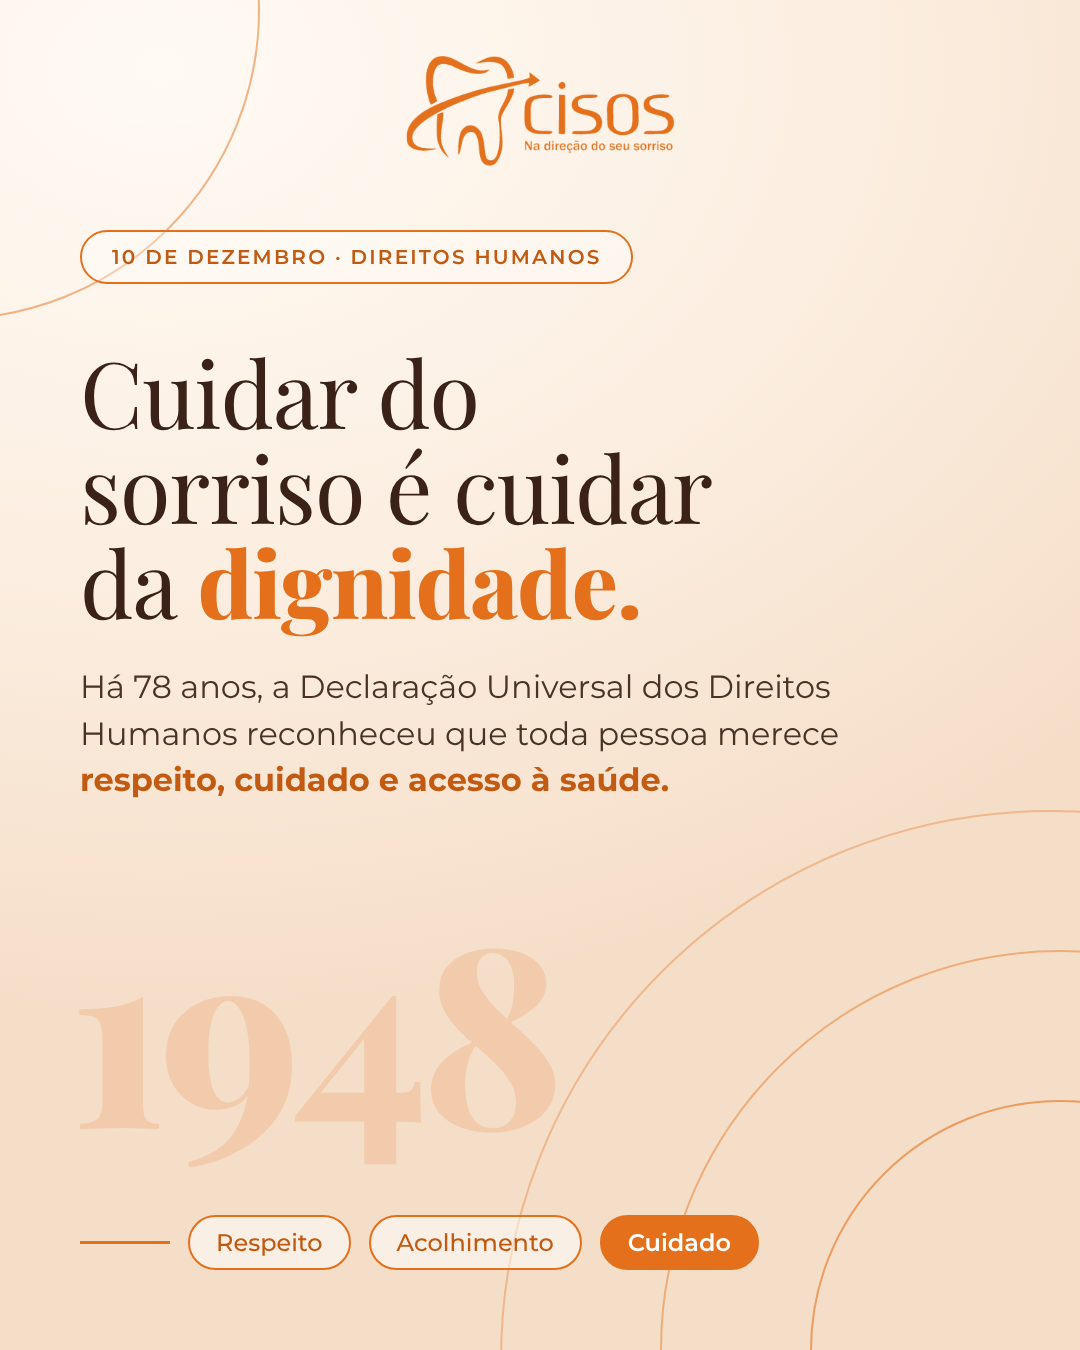 cisos
Na direção do seu sorriso
10 DE DEZEMBRO · DIREITOS HUMANOS
Cuidar do
sorriso é cuidar
da dignidade.
Há 78 anos, a Declaração Universal dos Direitos
Humanos reconheceu que toda pessoa merece
respeito, cuidado e acesso à saúde.
1948
Respeito
Acolhimento
Cuidado